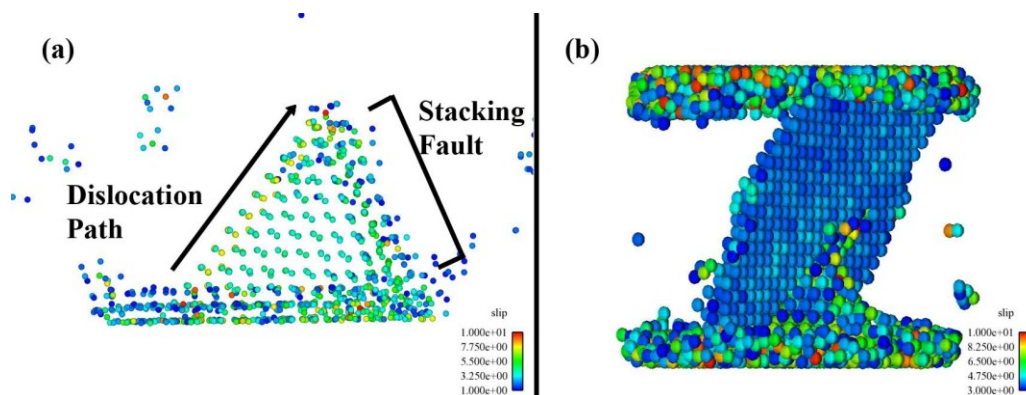 (a)
Dislocation
Path
Stacking
Fault
slip
1.000e+01
7.750e+00
5.500e+00
3.250e+00
1.000e+00
(b)
slip
1.000e+01
8.250e+00
6.500e+00
4.750e+00
3.000e+00